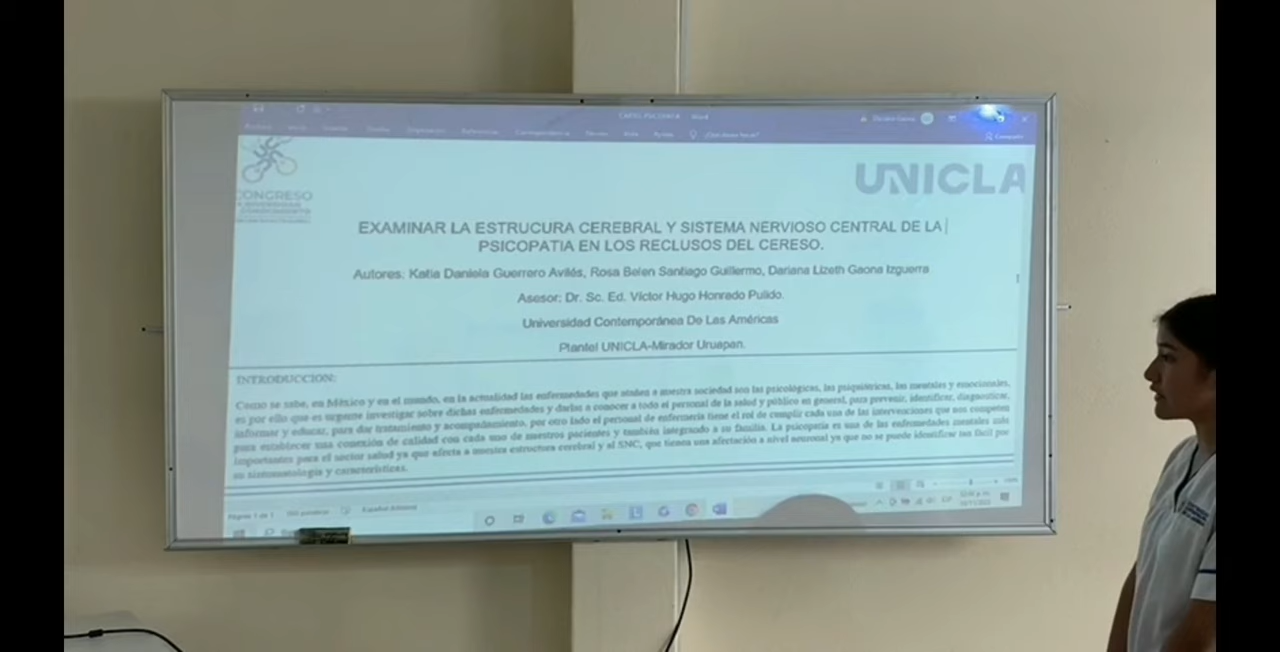 CARTEL PSICOPATIA - Word
CONGRESO
UNICLA
EXAMINAR LA ESTRUCURA CEREBRAL Y SISTEMA NERVIOSO CENTRAL DE LA
PSICOPATIA EN LOS RECLUSOS DEL CERESO.
Autores: Katia Daniela Guerrero Avilés, Rosa Belen Santiago Guillermo, Dariana Lizeth Gaona Izguerra
Asesor: Dr. Sc. Ed. Víctor Hugo Honrado Pulido.
Universidad Contemporánea De Las Américas
Plantel UNICLA-Mirador Uruapan.
INTRODUCCION:
Como se sabe, en México y en el mundo, en la actualidad las enfermedades que atañen a nuestra sociedad son las psicológicas, las psiquiátricas, las mentales y emocionales,
es por ello que es urgente investigar sobre dichas enfermedades y darlas a conocer a todo el personal de la salud y público en general, para prevenir, identificar, diagnosticar,
informar y educar, para dar tratamiento y acompañamiento, por otro lado el personal de enfermería tiene el rol de cumplir cada una de las intervenciones que nos competen
para establecer una conexión de calidad con cada uno de nuestros pacientes y también integrando a su familia. La psicopatía es una de las enfermedades mentales más
importantes para el sector salud ya que afecta a nuestra estructura cerebral y al SNC, que tienen una afectación a nivel neuronal ya que no se puede identificar tan fácil por
su sintomatología y características.
Página 1 de 1